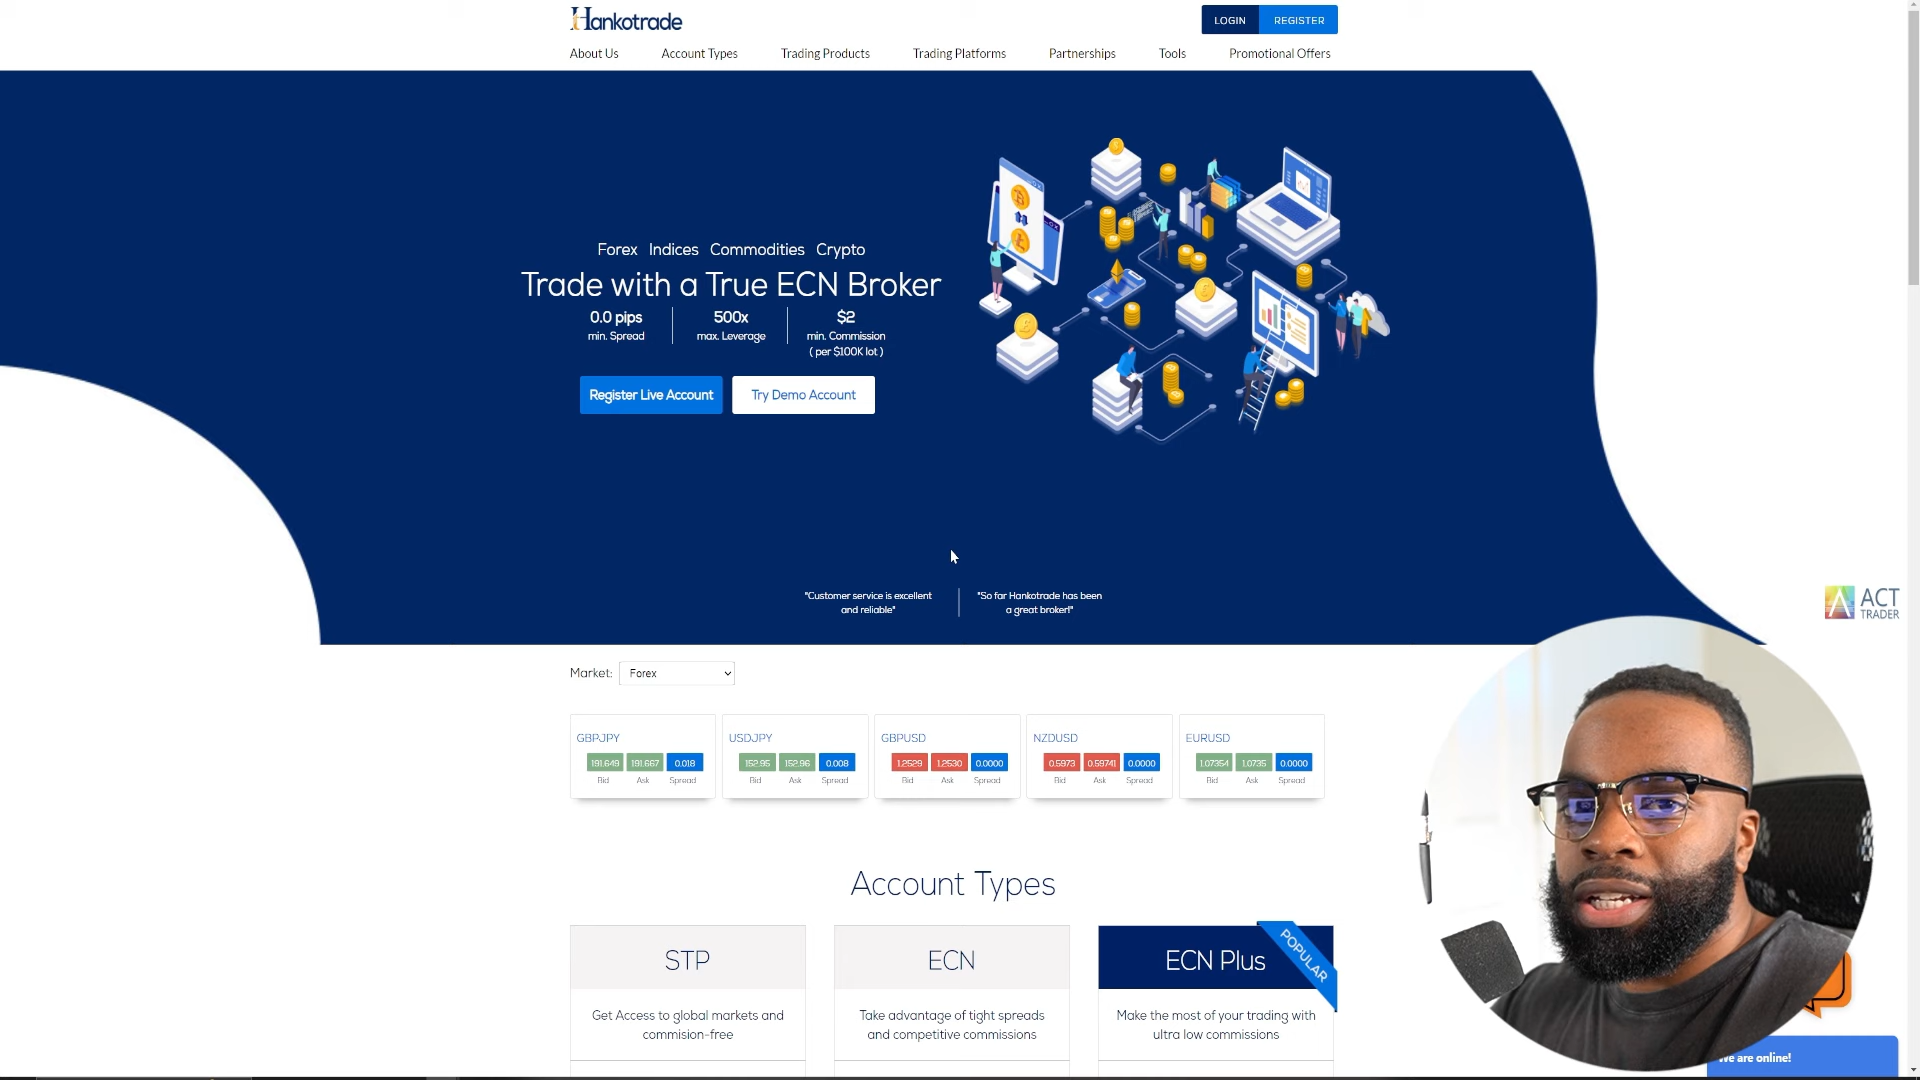 Hankotrade
LOGIN
REGISTER
About Us
Account Types
Trading Products
Trading Platforms
Partnerships
Tools
Promotional Offers
Forex Indices Commodities Crypto
Trade with a True ECN Broker
0.0 pips
min. Spread
500x
max. Leverage
$2
min. Commission
( per $100K lot )
Register Live Account
Try Demo Account
"Customer service is excellent
and reliable"
"So far Hankotrade has been
a great broker!"
ACT
TRADER
Market:
Forex
GBPJPY
191.649 191.667 0.018
Bid Ask Spread
USDJPY
152.95 152.96 0.008
Bid Ask Spread
GBPUSD
1.2529 1.2530 0.0000
Bid Ask Spread
NZDUSD
0.5973 0.59741 0.0000
Bid Ask Spread
EURUSD
1.07354 1.0735 0.0000
Bid Ask Spread
Account Types
STP
Get Access to global markets and
commision-free
ECN
Take advantage of tight spreads
and competitive commissions
ECN Plus
POPULAR
Make the most of your trading with
ultra low commissions
We are online!